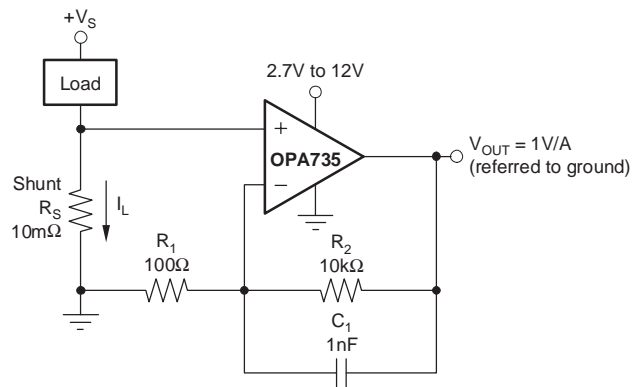 +V_S
Load
2.7V to 12V
+
OPA735
−
V_OUT = 1V/A
(referred to ground)
Shunt
R_S
10mΩ
I_L
R_1
100Ω
R_2
10kΩ
C_1
1nF